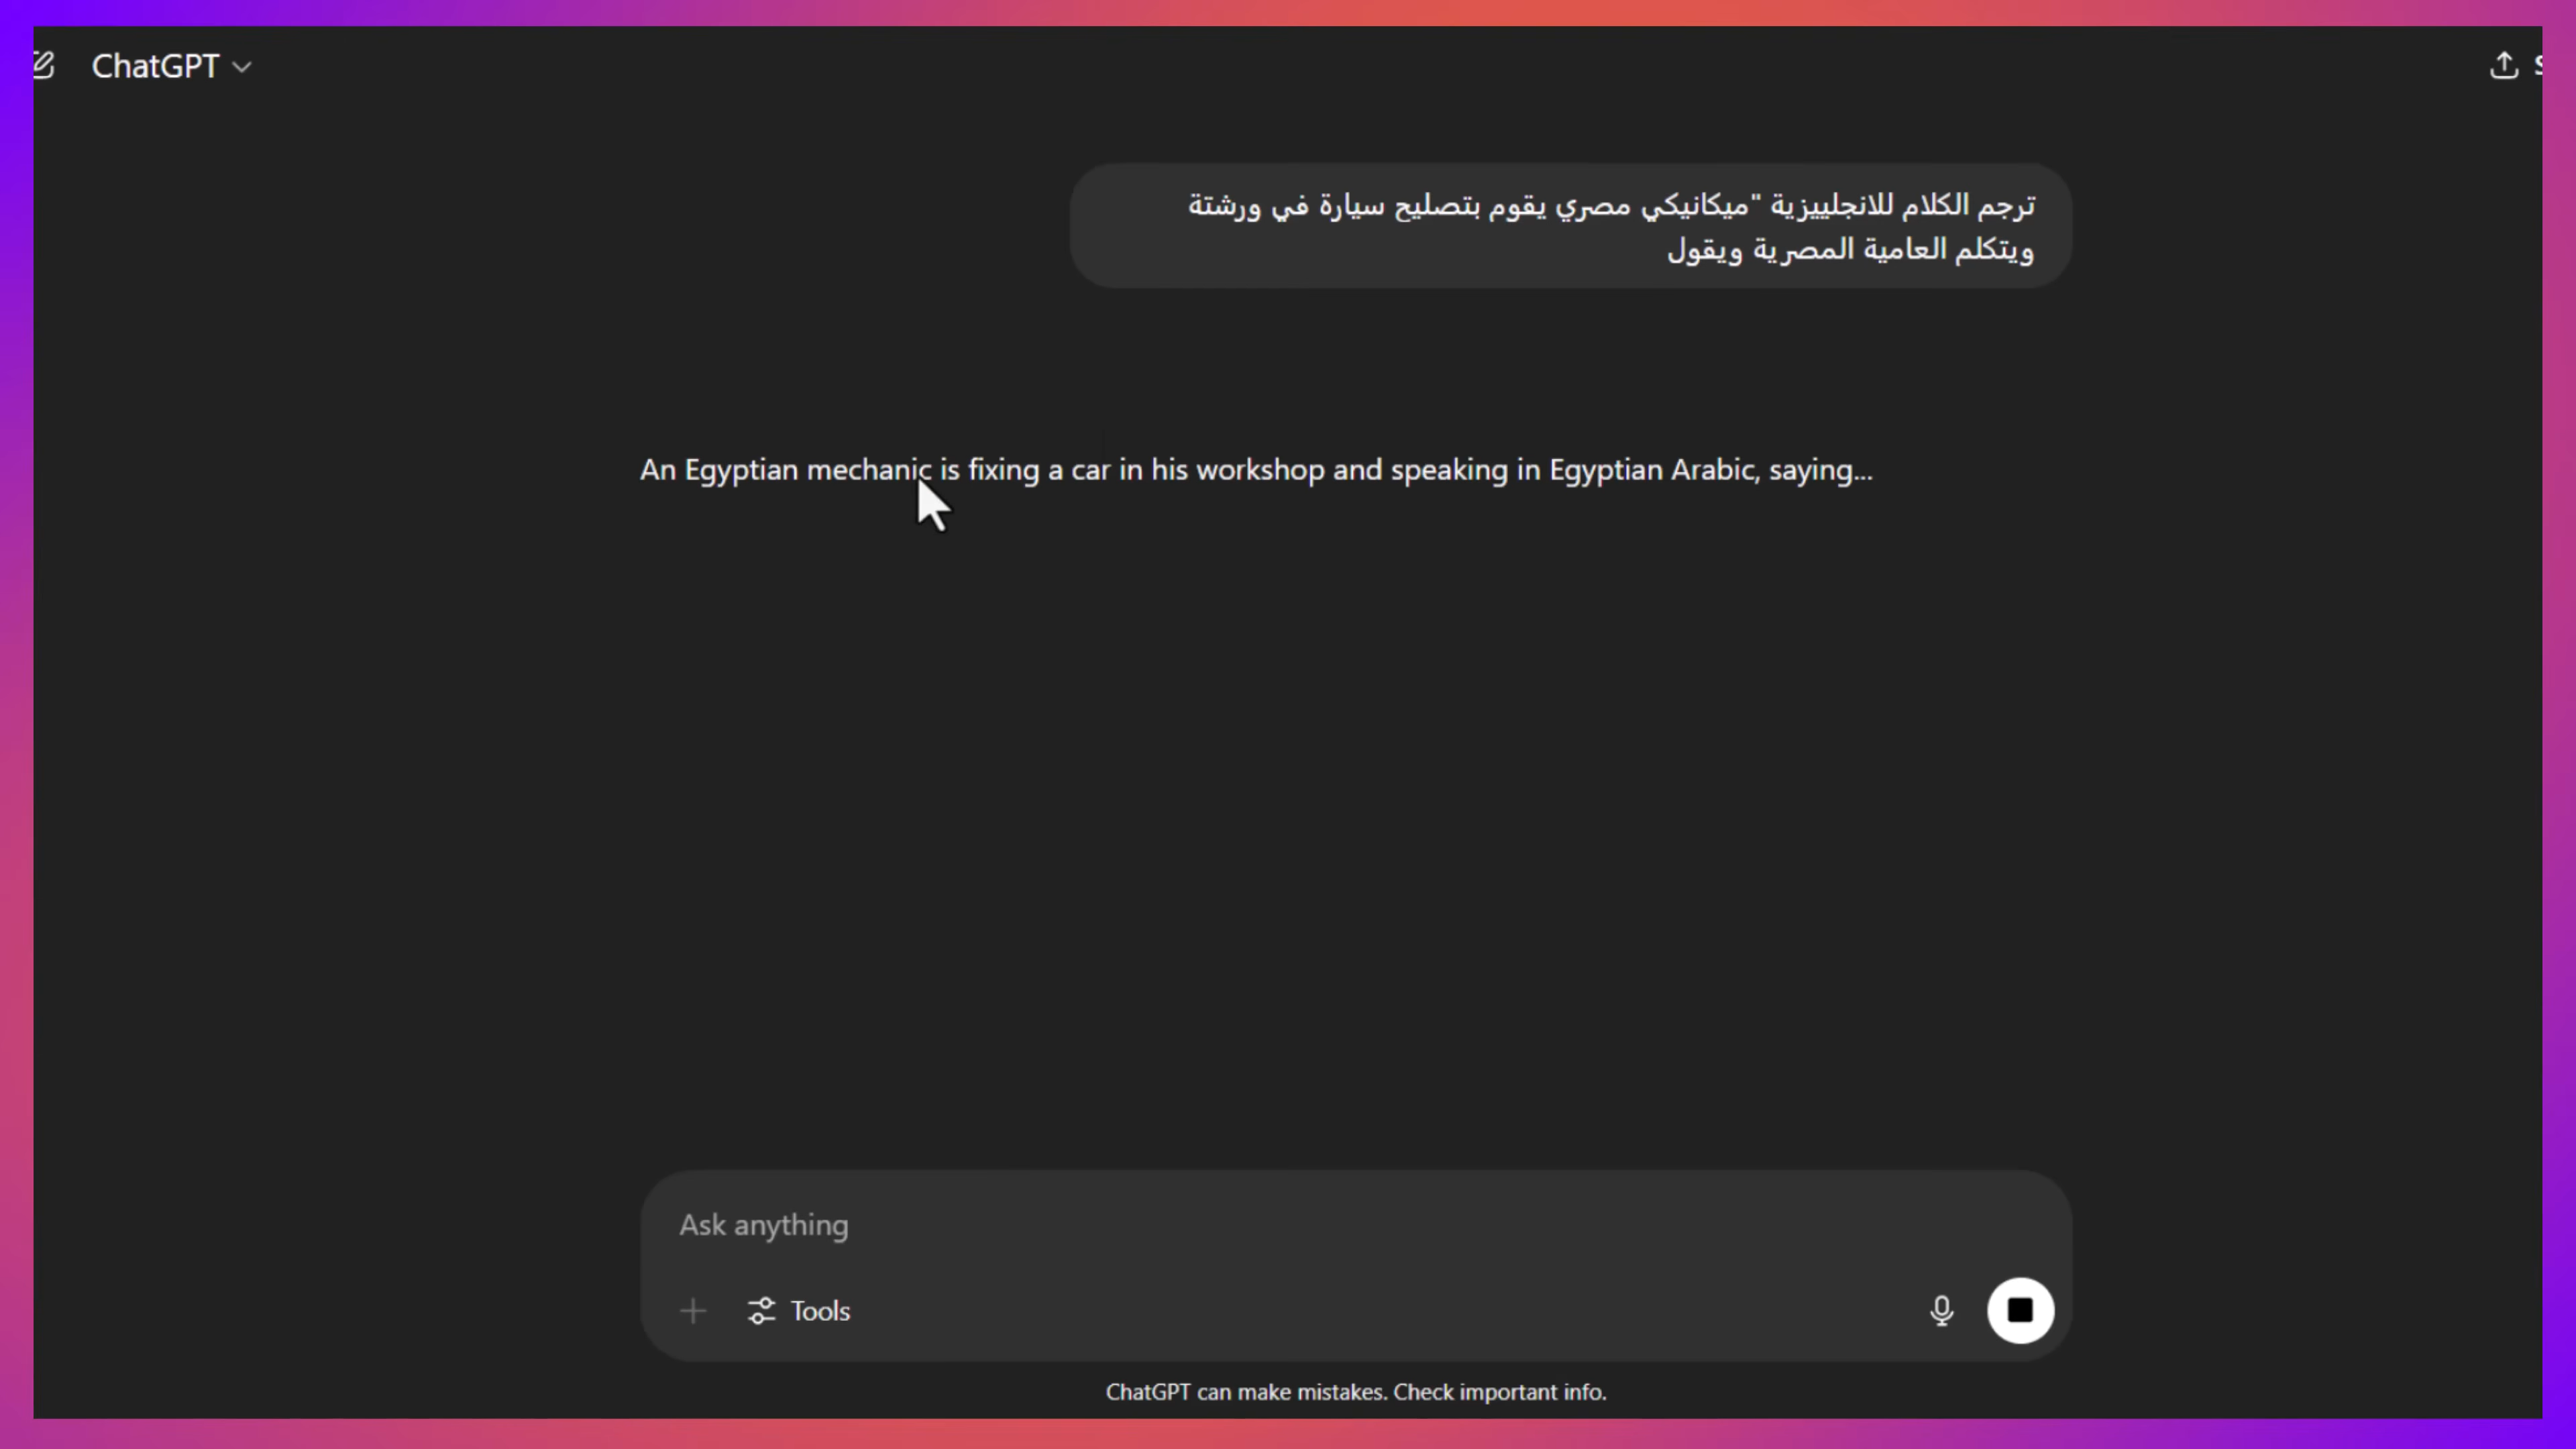 ChatGPT
ترجم الكلام للانجلييزية "ميكانيكي مصري يقوم بتصليح سيارة في ورشتة
ويتكلم العامية المصرية ويقول
An Egyptian mechanic is fixing a car in his workshop and speaking in Egyptian Arabic, saying...
Ask anything
Tools
ChatGPT can make mistakes. Check important info.